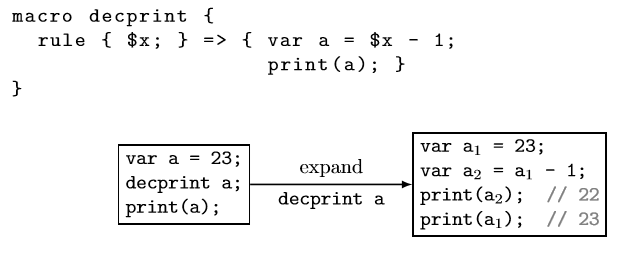 macro decprint {
rule { $x; } => { var a = $x - 1;
print(a); }
}
var a = 23;
decprint a;
print(a);
expand
decprint a
var a₁ = 23;
var a₂ = a₁ - 1;
print(a₂); // 22
print(a₁); // 23